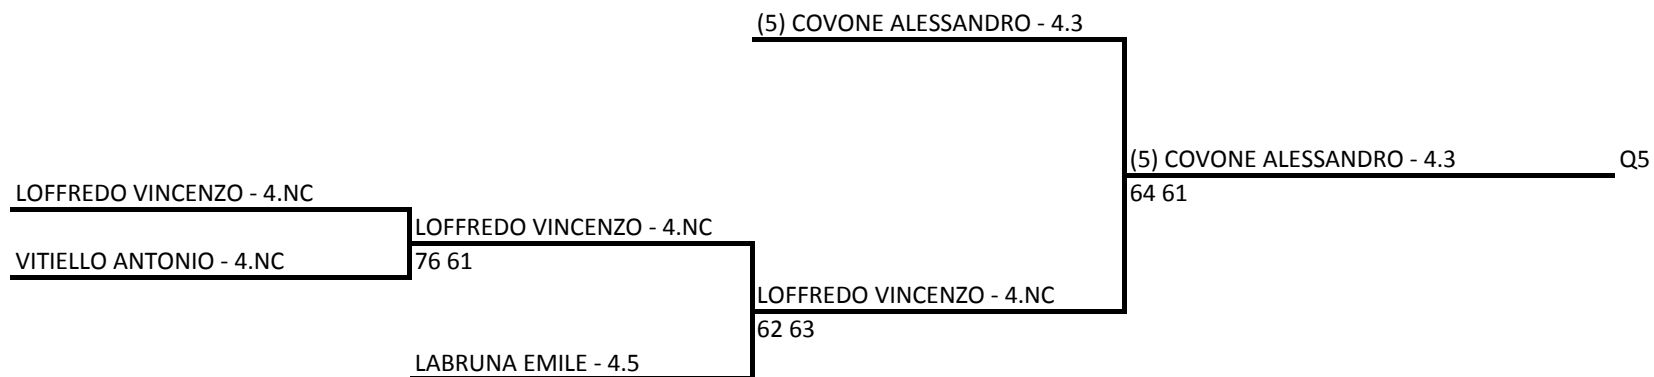 (5) COVONE ALESSANDRO - 4.3
(5) COVONE ALESSANDRO - 4.3
Q5
LOFFREDO VINCENZO - 4.NC
64 61
LOFFREDO VINCENZO - 4.NC
VITIELLO ANTONIO - 4.NC
76 61
LOFFREDO VINCENZO - 4.NC
62 63
LABRUNA EMILE - 4.5